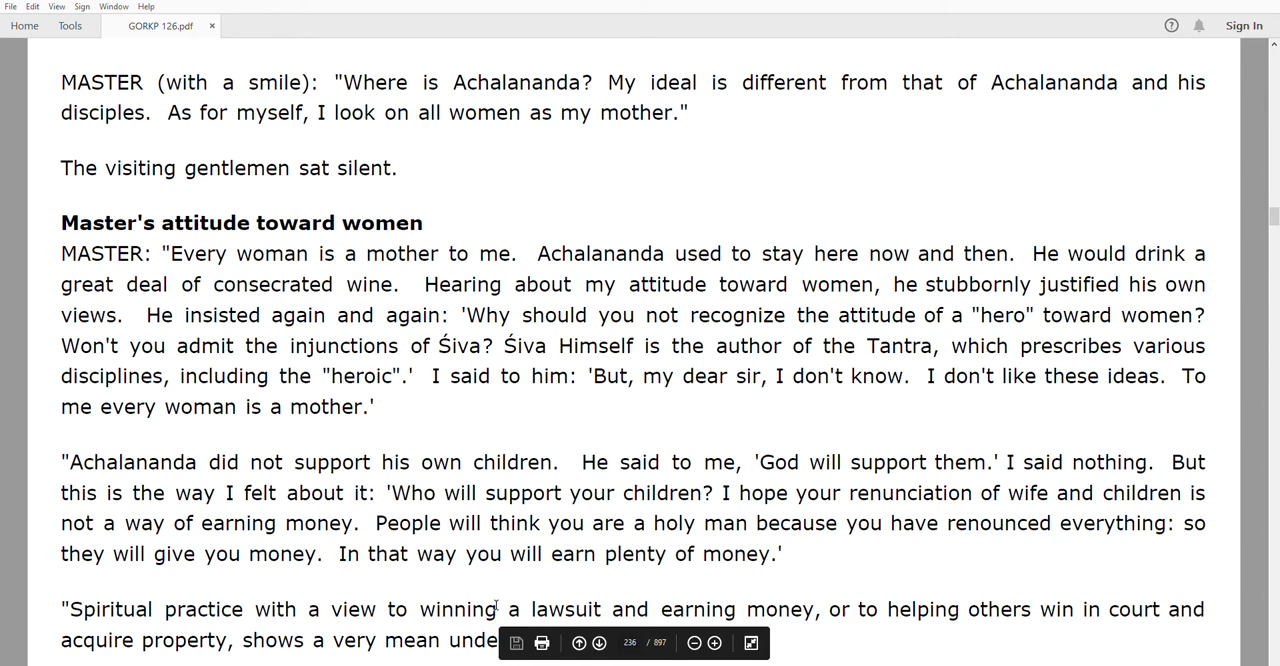 File Edit View Sign Window Help
Home Tools GORKP 126.pdf × Sign In
MASTER (with a smile): "Where is Achalananda? My ideal is different from that of Achalananda and his
disciples. As for myself, I look on all women as my mother."
The visiting gentlemen sat silent.
Master's attitude toward women
MASTER: "Every woman is a mother to me. Achalananda used to stay here now and then. He would drink a
great deal of consecrated wine. Hearing about my attitude toward women, he stubbornly justified his own
views. He insisted again and again: 'Why should you not recognize the attitude of a "hero" toward women?
Won't you admit the injunctions of Śiva? Śiva Himself is the author of the Tantra, which prescribes various
disciplines, including the "heroic".' I said to him: 'But, my dear sir, I don't know. I don't like these ideas. To
me every woman is a mother.'
"Achalananda did not support his own children. He said to me, 'God will support them.' I said nothing. But
this is the way I felt about it: 'Who will support your children? I hope your renunciation of wife and children is
not a way of earning money. People will think you are a holy man because you have renounced everything: so
they will give you money. In that way you will earn plenty of money.'
"Spiritual practice with a view to winning a lawsuit and earning money, or to helping others win in court and
acquire property, shows a very mean unde
236 / 897